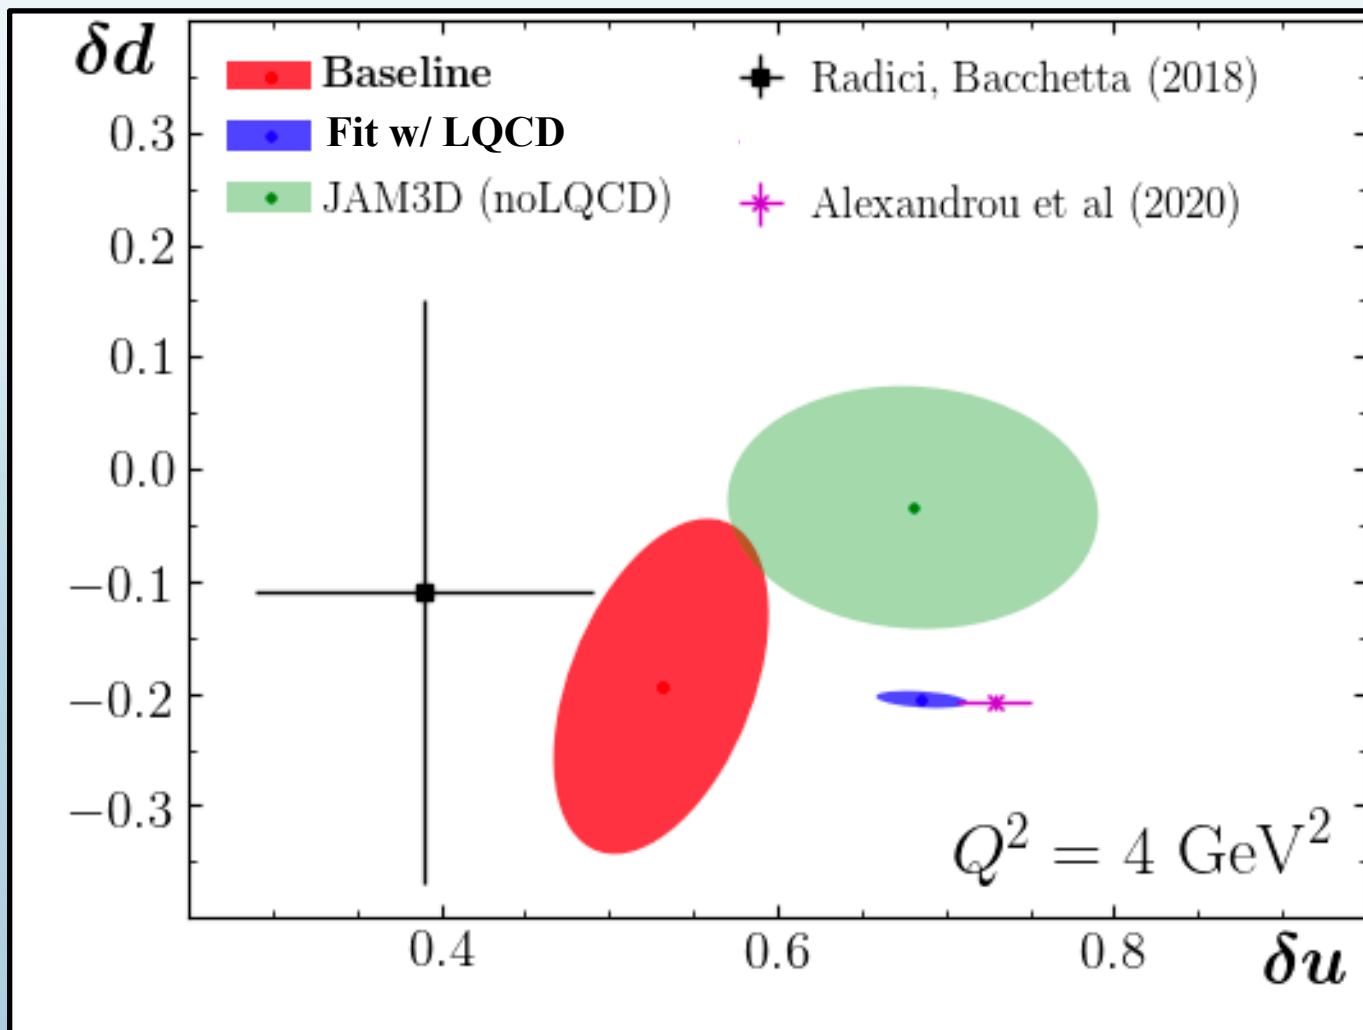 δd
Baseline
Fit w/ LQCD
JAM3D (noLQCD)
Radici, Bacchetta (2018)
Alexandrou et al (2020)
0.3
0.2
0.1
0.0
−0.1
−0.2
−0.3
Q² = 4 GeV²
0.4 0.6 0.8
δu